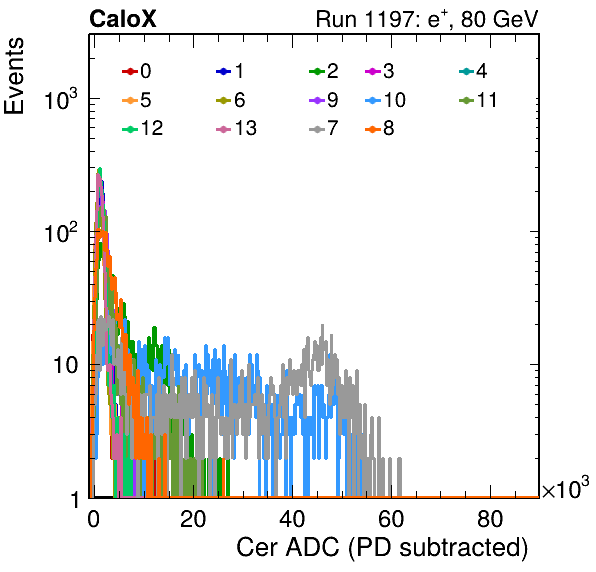 CaloX Run 1197: e⁺, 80 GeV
Events
0 1 2 3 4
5 6 9 10 11
12 13 7 8
10³
10²
10
1
0 20 40 60 80 ×10³
Cer ADC (PD subtracted)